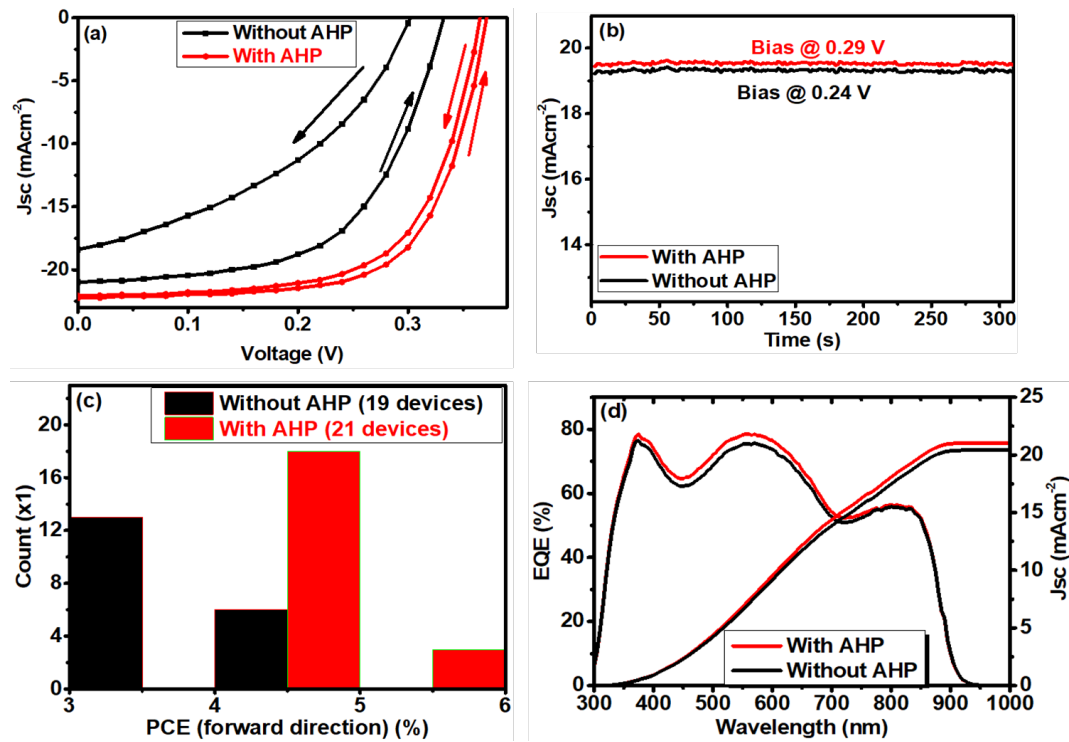 (a)
Without AHP
With AHP
0
-5
-10
-15
-20
Jsc (mAcm-2)
0.0
0.1
0.2
0.3
Voltage (V)
(b)
Bias @ 0.29 V
Bias @ 0.24 V
With AHP
Without AHP
20
18
16
14
Jsc (mAcm-2)
0
50
100
150
200
250
300
Time (s)
(c)
Without AHP (19 devices)
With AHP (21 devices)
20
16
12
8
4
0
Count (x1)
3
4
5
6
PCE (forward direction) (%)
(d)
With AHP
Without AHP
80
60
40
20
0
EQE (%)
25
20
15
10
5
0
Jsc (mAcm-2)
300
400
500
600
700
800
900
1000
Wavelength (nm)